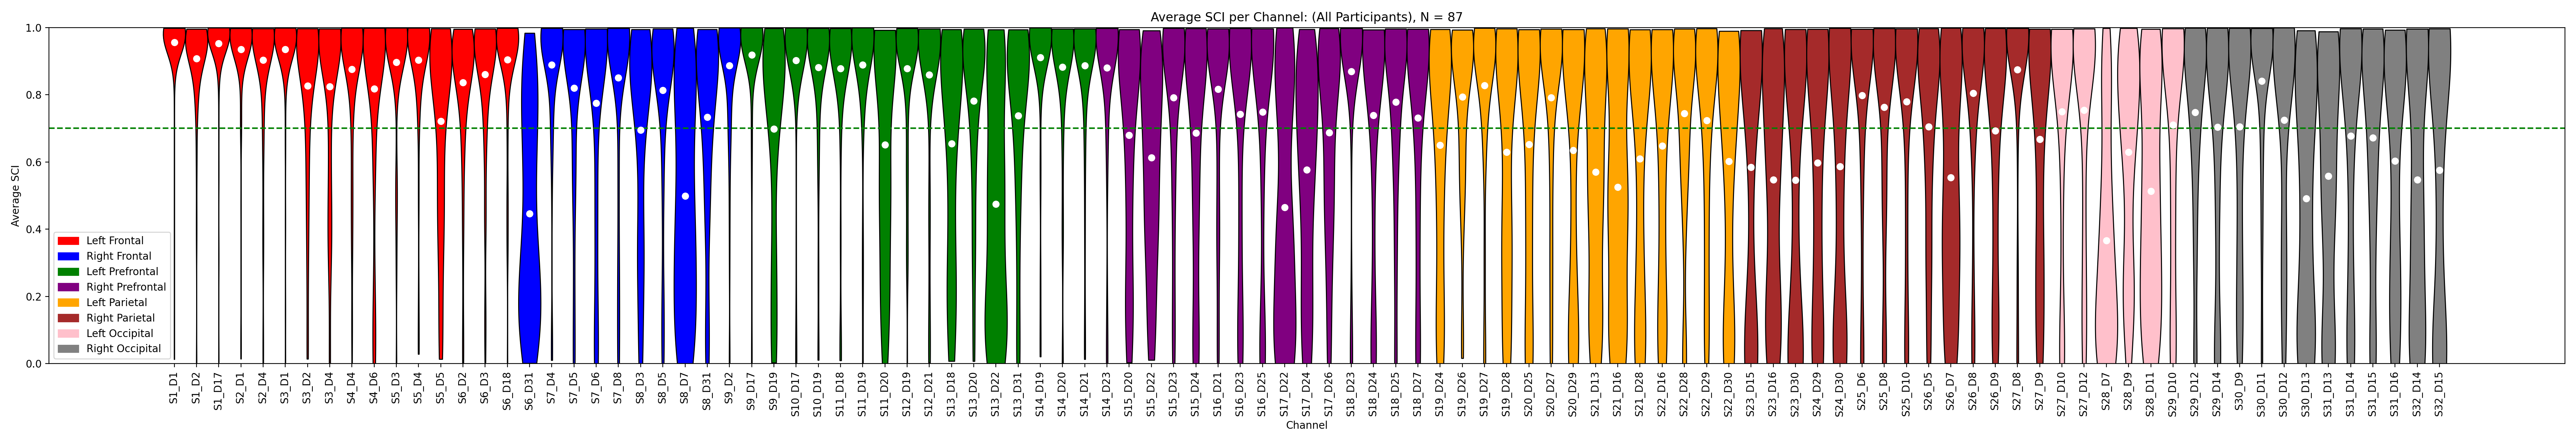 Average SCI per Channel: (All Participants), N = 87
1.0
0.8
0.6
0.4
0.2
0.0
Average SCI
Left Frontal
Right Frontal
Left Prefrontal
Right Prefrontal
Left Parietal
Right Parietal
Left Occipital
Right Occipital
S1_D1
S1_D2
S1_D17
S2_D1
S2_D4
S3_D1
S3_D2
S3_D4
S4_D4
S4_D6
S5_D3
S5_D4
S5_D5
S6_D2
S6_D3
S6_D18
S6_D31
S7_D4
S7_D5
S7_D6
S7_D8
S8_D3
S8_D5
S8_D7
S8_D31
S9_D2
S9_D17
S9_D19
S10_D17
S10_D19
S11_D18
S11_D19
S11_D20
S12_D19
S12_D21
S13_D18
S13_D20
S13_D22
S13_D31
S14_D19
S14_D20
S14_D21
S14_D23
S15_D20
S15_D22
S15_D23
S15_D24
S16_D21
S16_D23
S16_D25
S17_D22
S17_D24
S17_D26
S18_D23
S18_D24
S18_D25
S18_D27
S19_D24
S19_D26
S19_D27
S19_D28
S20_D25
S20_D27
S20_D29
S21_D13
S21_D16
S21_D28
S22_D16
S22_D28
S22_D29
S22_D30
S23_D15
S23_D16
S23_D30
S24_D29
S24_D30
S25_D6
S25_D8
S25_D10
S26_D5
S26_D7
S26_D8
S26_D9
S27_D8
S27_D9
S27_D10
S27_D12
S28_D7
S28_D9
S28_D11
S29_D10
S29_D12
S29_D14
S30_D9
S30_D11
S30_D12
S30_D13
S31_D13
S31_D14
S31_D15
S31_D16
S32_D14
S32_D15
Channel